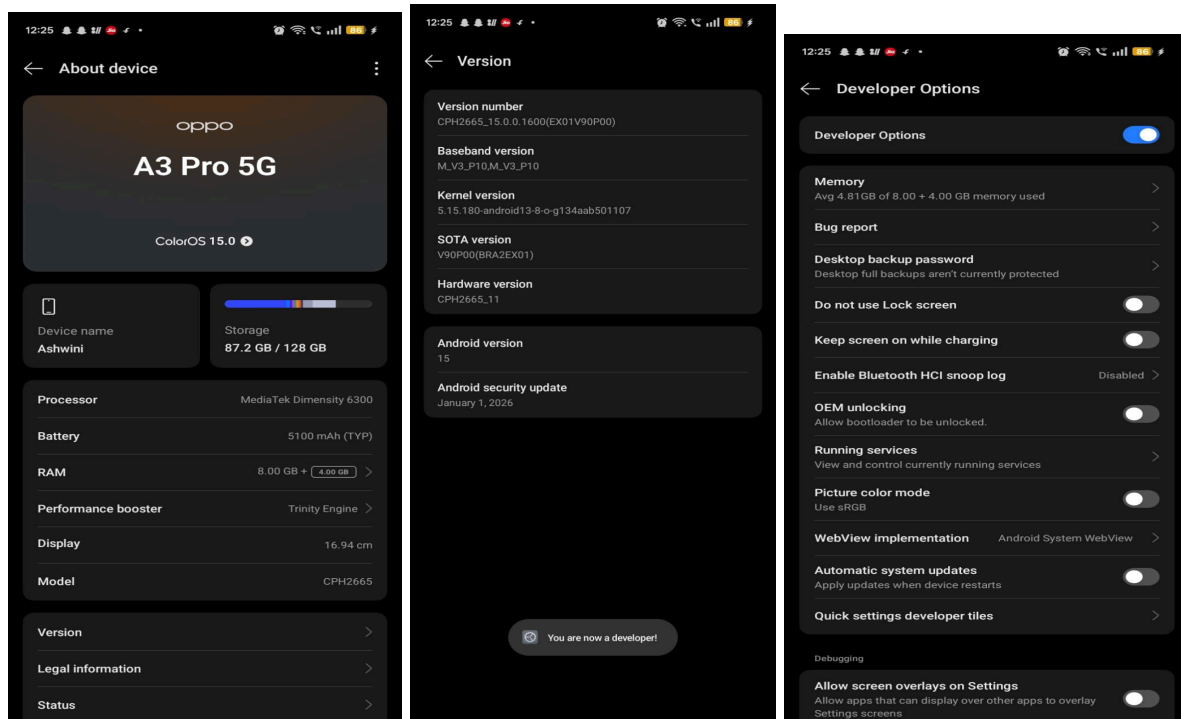 12:25
86
About device
oppo
A3 Pro 5G
ColorOS 15.0
Device name
Ashwini
Storage
87.2 GB / 128 GB
Processor
MediaTek Dimensity 6300
Battery
5100 mAh (TYP)
RAM
8.00 GB + 4.00 GB
Performance booster
Trinity Engine
Display
16.94 cm
Model
CPH2665
Version
Legal information
Status
12:25
86
Version
Version number
CPH2665_15.0.0.1600(EX01V90P00)
Baseband version
M_V3_P10,M_V3_P10
Kernel version
5.15.180-android13-8-o-g134aab501107
SOTA version
V90P00(BRA2EX01)
Hardware version
CPH2665_11
Android version
15
Android security update
January 1, 2026
You are now a developer!
12:25
86
Developer Options
Developer Options
Memory
Avg 4.81GB of 8.00 + 4.00 GB memory used
Bug report
Desktop backup password
Desktop full backups aren't currently protected
Do not use Lock screen
Keep screen on while charging
Enable Bluetooth HCI snoop log
Disabled
OEM unlocking
Allow bootloader to be unlocked.
Running services
View and control currently running services
Picture color mode
Use sRGB
WebView implementation
Android System WebView
Automatic system updates
Apply updates when device restarts
Quick settings developer tiles
Debugging
Allow screen overlays on Settings
Allow apps that can display over other apps to overlay
Settings screens